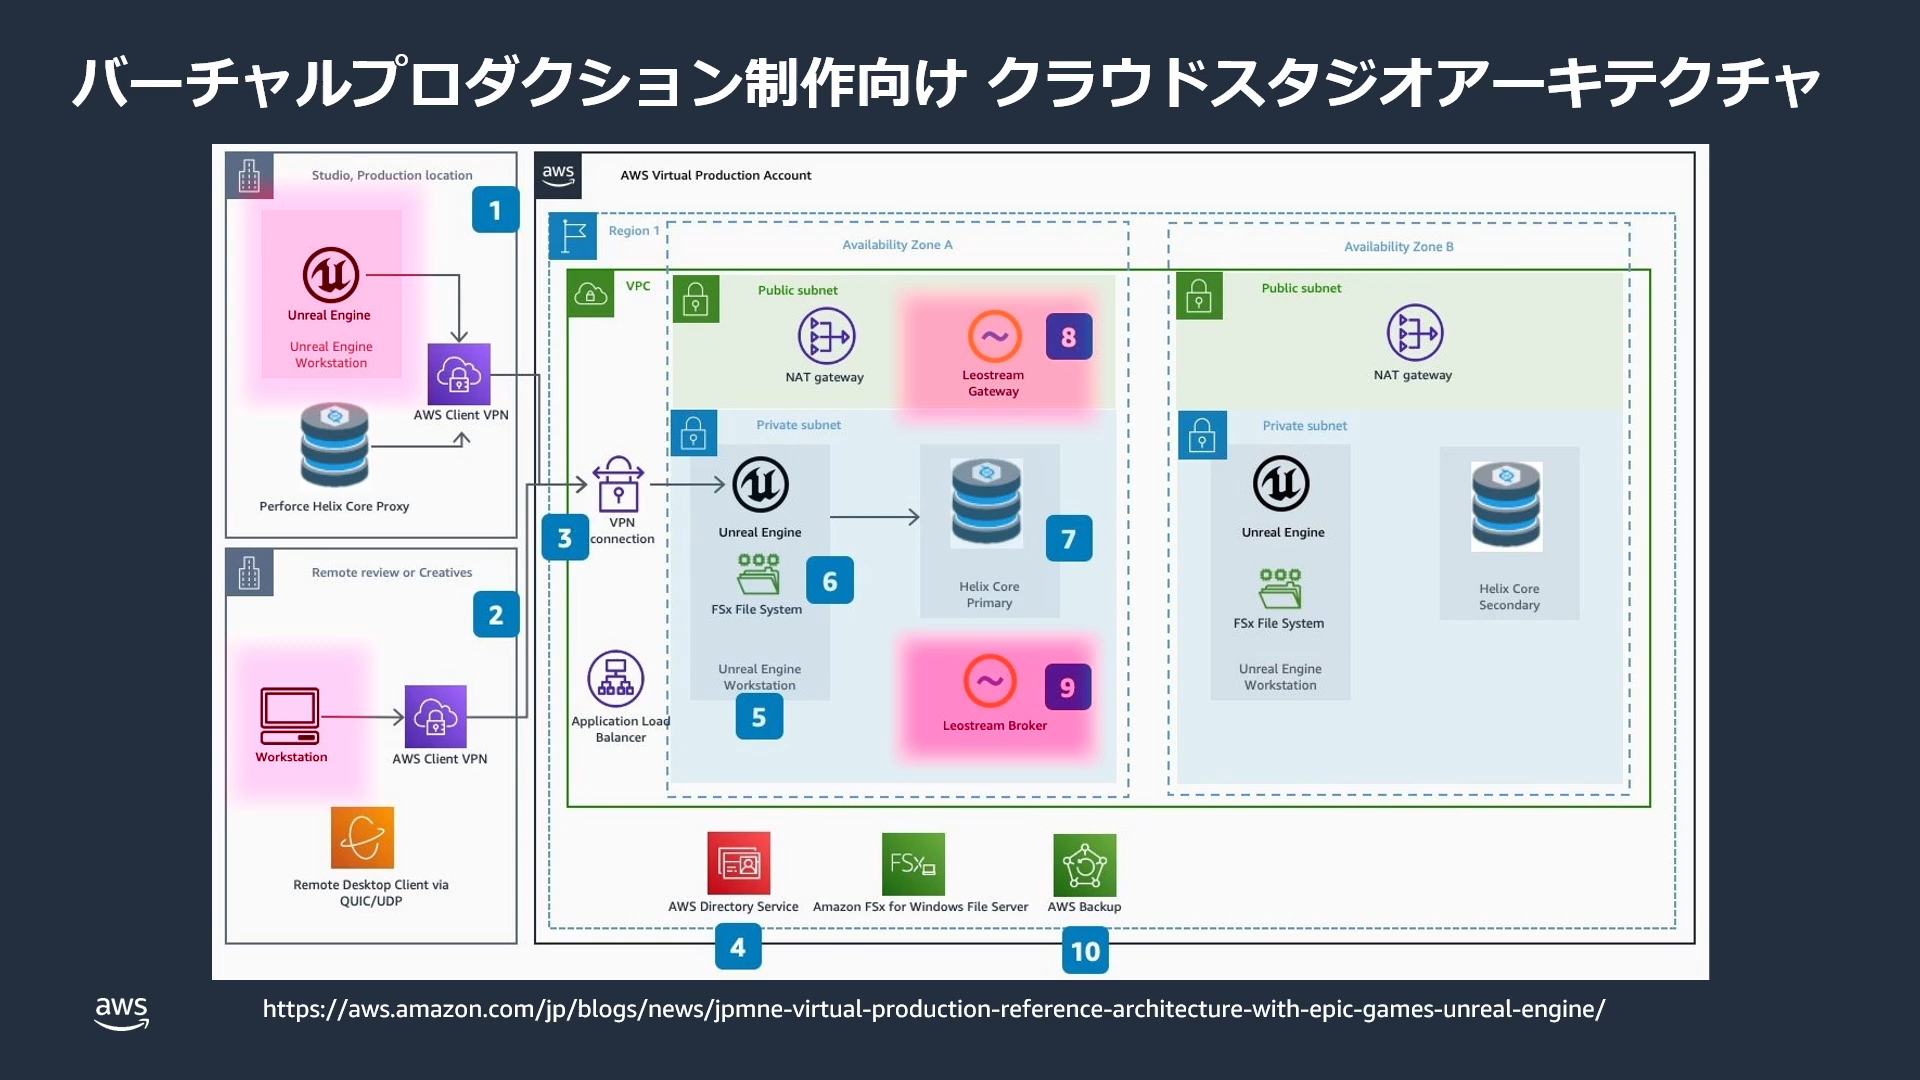 バーチャルプロダクション制作向け クラウドスタジオアーキテクチャ
Studio, Production location
1
Unreal Engine
Unreal Engine
Workstation
AWS Client VPN
Perforce Helix Core Proxy
Remote review or Creatives
2
Workstation
AWS Client VPN
Remote Desktop Client via
QUIC/UDP
aws
AWS Virtual Production Account
Region 1
VPC
3
VPN
connection
Application Load
Balancer
Availability Zone A
Public subnet
NAT gateway
Leostream
Gateway
8
Private subnet
Unreal Engine
FSx File System
6
Unreal Engine
Workstation
5
Helix Core
Primary
7
Leostream Broker
9
Availability Zone B
Public subnet
NAT gateway
Private subnet
Unreal Engine
FSx File System
Unreal Engine
Workstation
Helix Core
Secondary
AWS Directory Service
4
FSx
Amazon FSx for Windows File Server
AWS Backup
10
aws
https://aws.amazon.com/jp/blogs/news/jpmne-virtual-production-reference-architecture-with-epic-games-unreal-engine/